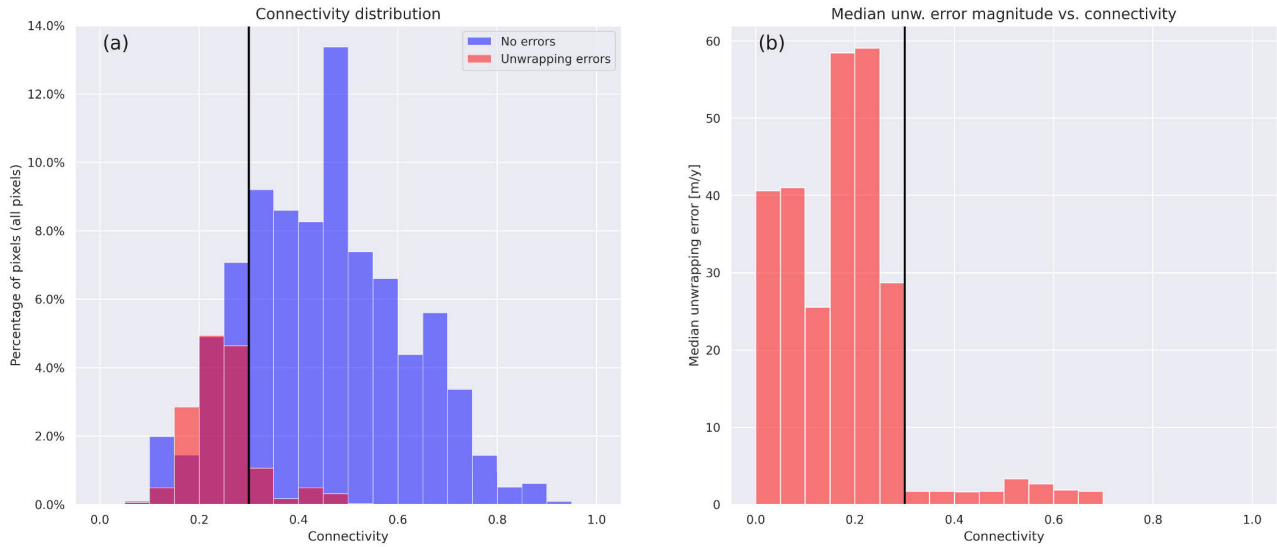 Connectivity distribution
(a)
No errors
Unwrapping errors
14.0%
12.0%
10.0%
8.0%
6.0%
4.0%
2.0%
0.0%
Percentage of pixels (all pixels)
0.0 0.2 0.4 0.6 0.8 1.0
Connectivity
Median unw. error magnitude vs. connectivity
(b)
60
50
40
30
20
10
0
Median unwrapping error [m/y]
0.0 0.2 0.4 0.6 0.8 1.0
Connectivity